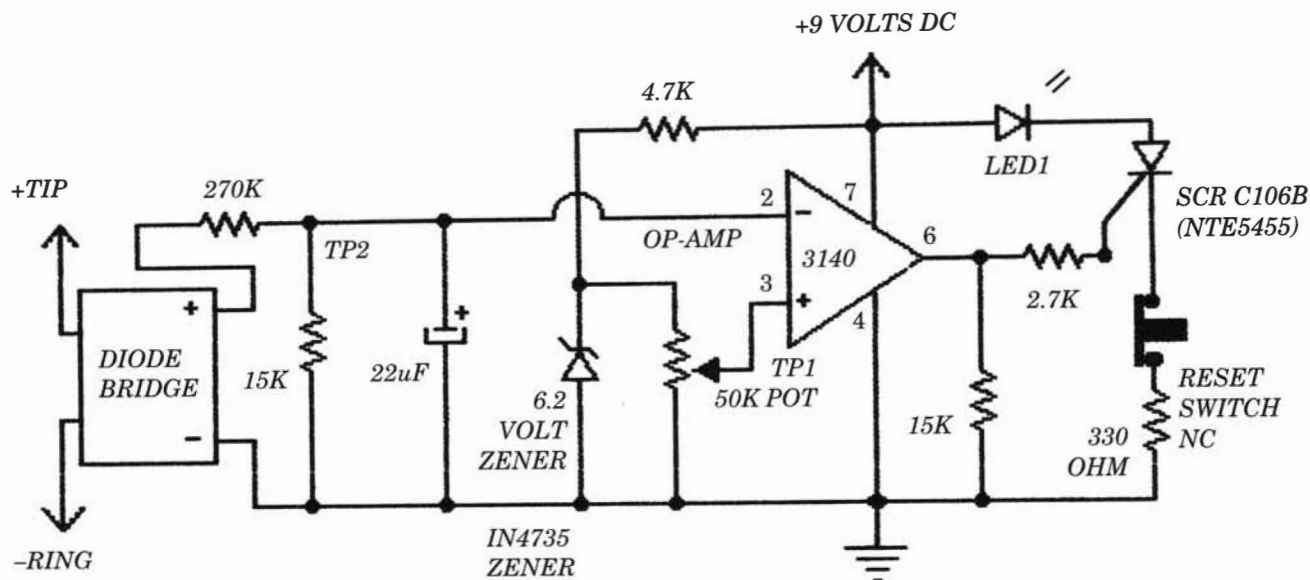 +9 VOLTS DC
4.7K
LED1
SCR C106B
(NTE5455)
+TIP
270K
TP2
2
7
OP-AMP
3140
6
3
4
2.7K
+
-
+
DIODE
BRIDGE
+
–
15K
22uF
6.2
VOLT
ZENER
TP1
50K POT
15K
RESET
SWITCH
NC
330
OHM
IN4735
ZENER
–RING